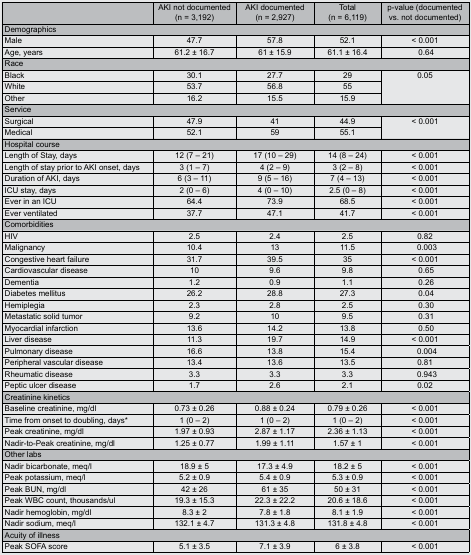 AKI not documented (n = 3,192) AKI documented (n = 2,927) Total (n = 6,119) p-value (documented vs. not documented)
Demographics
Male 47.7 57.8 52.1 < 0.001
Age, years 61.2 ± 16.7 61 ± 15.9 61.1 ± 16.4 0.64
Race
Black 30.1 27.7 29 0.05
White 53.7 56.8 55
Other 16.2 15.5 15.9
Service
Surgical 47.9 41 44.9 < 0.001
Medical 52.1 59 55.1
Hospital course
Length of Stay, days 12 (7 – 21) 17 (10 – 29) 14 (8 – 24) < 0.001
Length of stay prior to AKI onset, days 3 (1 – 7) 4 (2 – 9) 3 (2 – 8) < 0.001
Duration of AKI, days 6 (3 – 11) 9 (5 – 16) 7 (4 – 13) < 0.001
ICU stay, days 2 (0 – 6) 4 (0 – 10) 2.5 (0 – 8) < 0.001
Ever in an ICU 64.4 73.9 68.5 < 0.001
Ever ventilated 37.7 47.1 41.7 < 0.001
Comorbidities
HIV 2.5 2.4 2.5 0.82
Malignancy 10.4 13 11.5 0.003
Congestive heart failure 31.7 39.5 35 < 0.001
Cardiovascular disease 10 9.6 9.8 0.65
Dementia 1.2 0.9 1.1 0.26
Diabetes mellitus 26.2 28.8 27.3 0.04
Hemiplegia 2.3 2.8 2.5 0.30
Metastatic solid tumor 9.2 10 9.5 0.31
Myocardial infarction 13.6 14.2 13.8 0.50
Liver disease 11.3 19.7 14.9 < 0.001
Pulmonary disease 16.6 13.8 15.4 0.004
Peripheral vascular disease 13.4 13.6 13.5 0.81
Rheumatic disease 3.3 3.3 3.3 0.943
Peptic ulcer disease 1.7 2.6 2.1 0.02
Creatinine kinetics
Baseline creatinine, mg/dl 0.73 ± 0.26 0.88 ± 0.24 0.79 ± 0.26 < 0.001
Time from onset to doubling, days* 1 (0 – 2) 1 (0 – 2) 1 (0 – 2) < 0.001
Peak creatinine, mg/dl 1.97 ± 0.93 2.87 ± 1.17 2.36 ± 1.13 < 0.001
Nadir-to-Peak creatinine, mg/dl 1.25 ± 0.77 1.99 ± 1.11 1.57 ± 1 < 0.001
Other labs
Nadir bicarbonate, meq/l 18.9 ± 5 17.3 ± 4.9 18.2 ± 5 < 0.001
Peak potassium, meq/l 5.2 ± 0.9 5.4 ± 0.9 5.3 ± 0.9 < 0.001
Peak BUN, mg/dl 42 ± 26 61 ± 35 50 ± 31 < 0.001
Peak WBC count, thousands/ul 19.3 ± 15.3 22.3 ± 22.2 20.6 ± 18.6 < 0.001
Nadir hemoglobin, mg/dl 8.3 ± 2 7.8 ± 1.8 8.1 ± 1.9 < 0.001
Nadir sodium, meq/l 132.1 ± 4.7 131.3 ± 4.8 131.8 ± 4.8 < 0.001
Acuity of illness
Peak SOFA score 5.1 ± 3.5 7.1 ± 3.9 6 ± 3.8 < 0.001